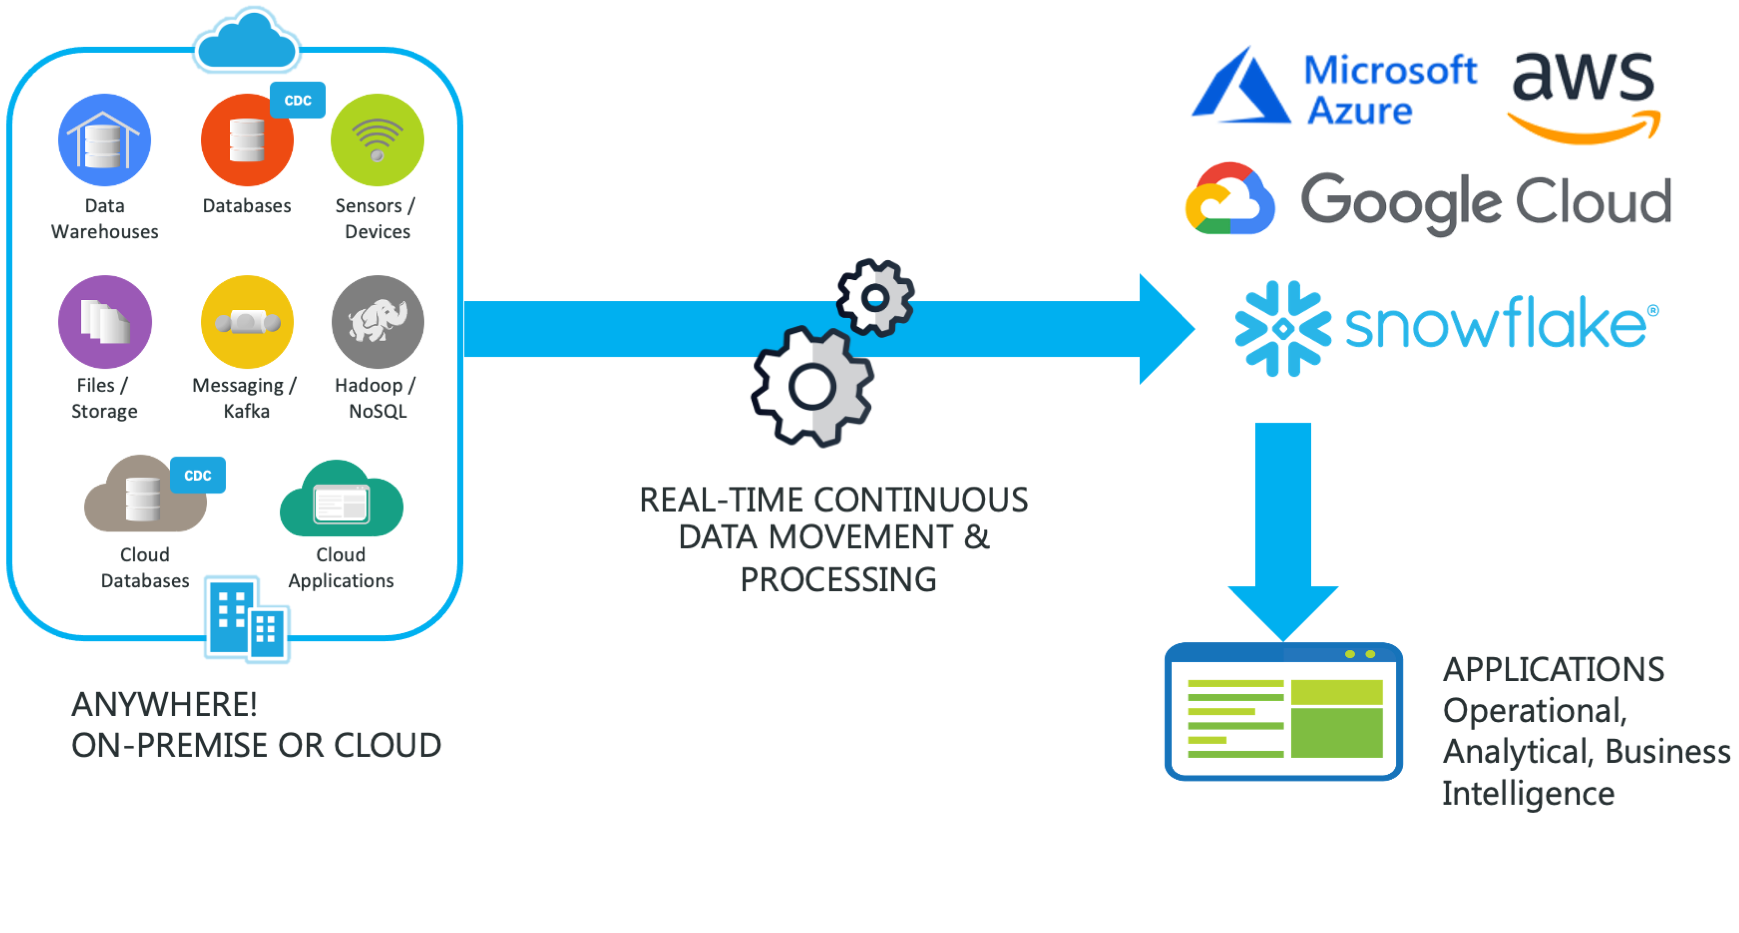 CDC
Data
Warehouses
Databases
Sensors /
Devices
Files /
Storage
Messaging /
Kafka
Hadoop /
NoSQL
CDC
Cloud
Databases
Cloud
Applications
ANYWHERE!
ON-PREMISE OR CLOUD
REAL-TIME CONTINUOUS
DATA MOVEMENT &
PROCESSING
Microsoft
Azure
aws
Google Cloud
snowflake®
APPLICATIONS
Operational,
Analytical, Business
Intelligence